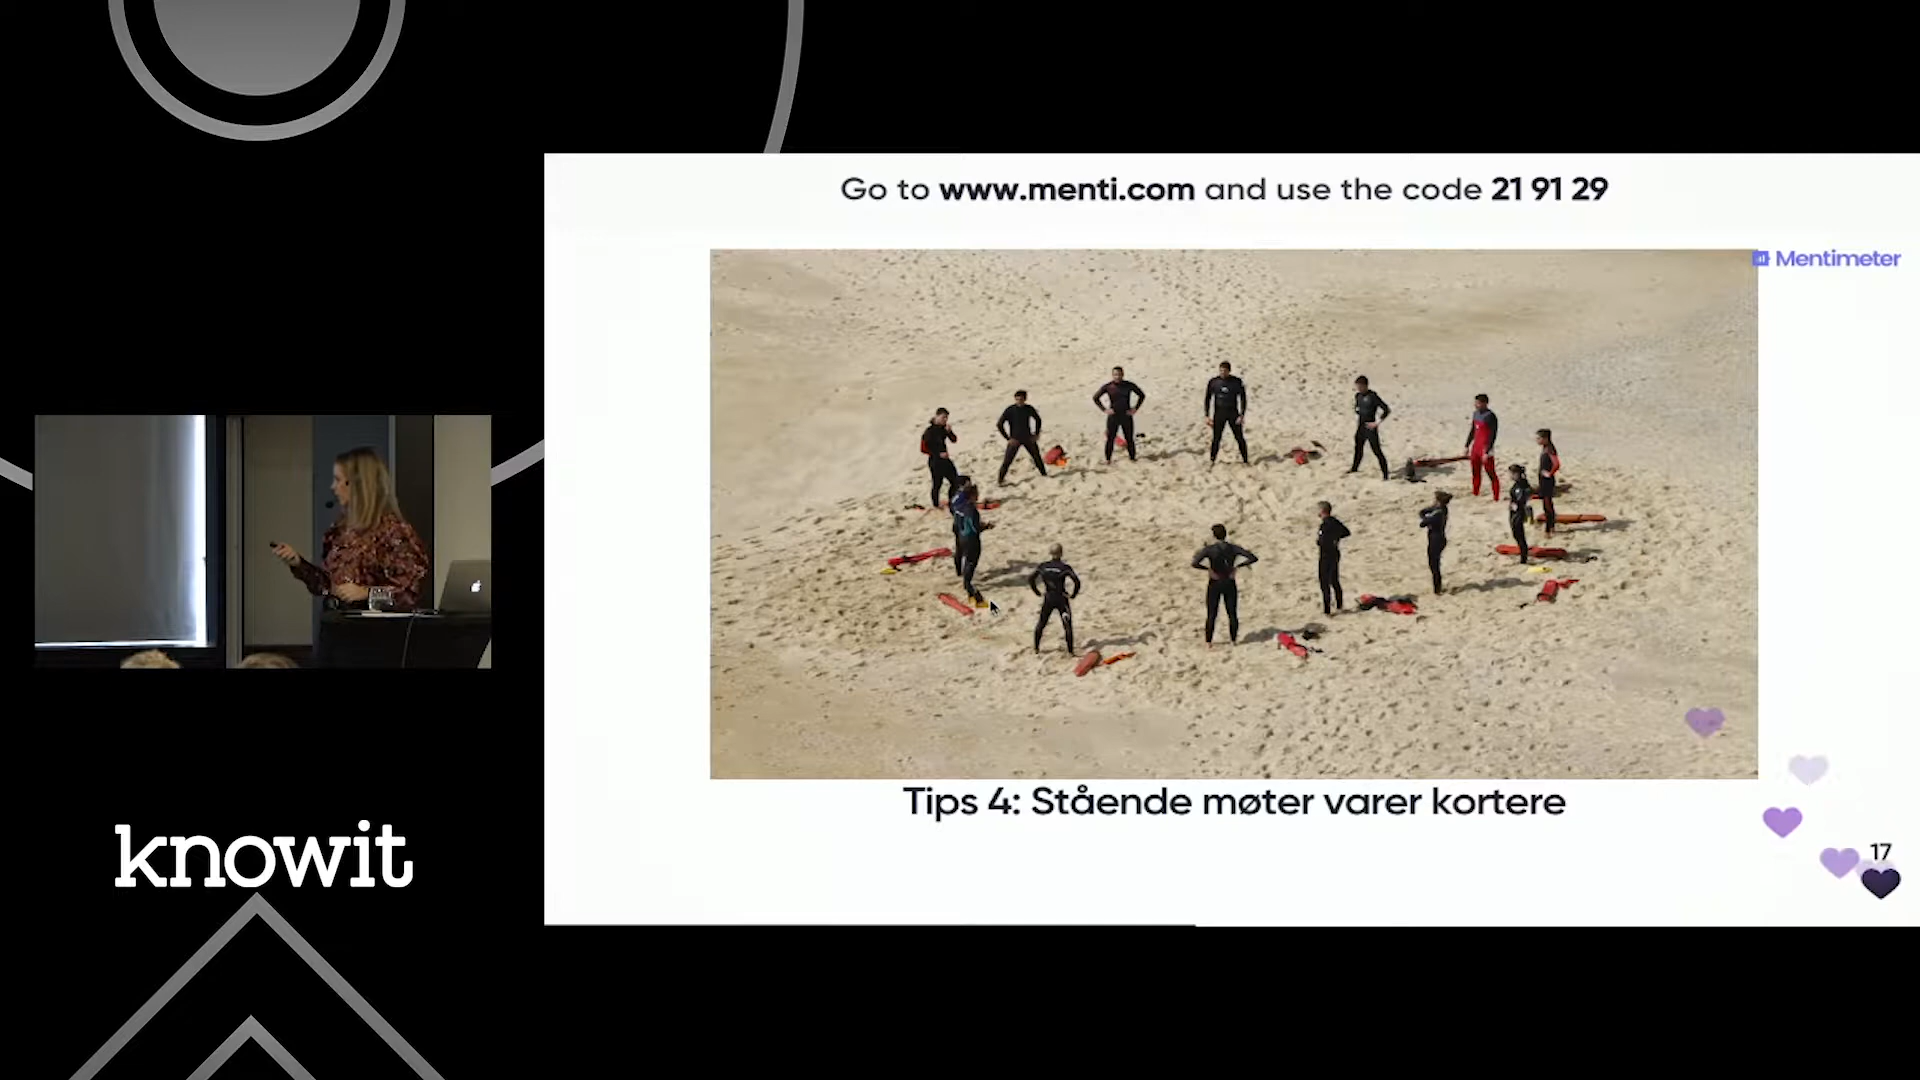 Go to www.menti.com and use the code 21 91 29
Mentimeter
Tips 4: Stående møter varer kortere
17
knowit